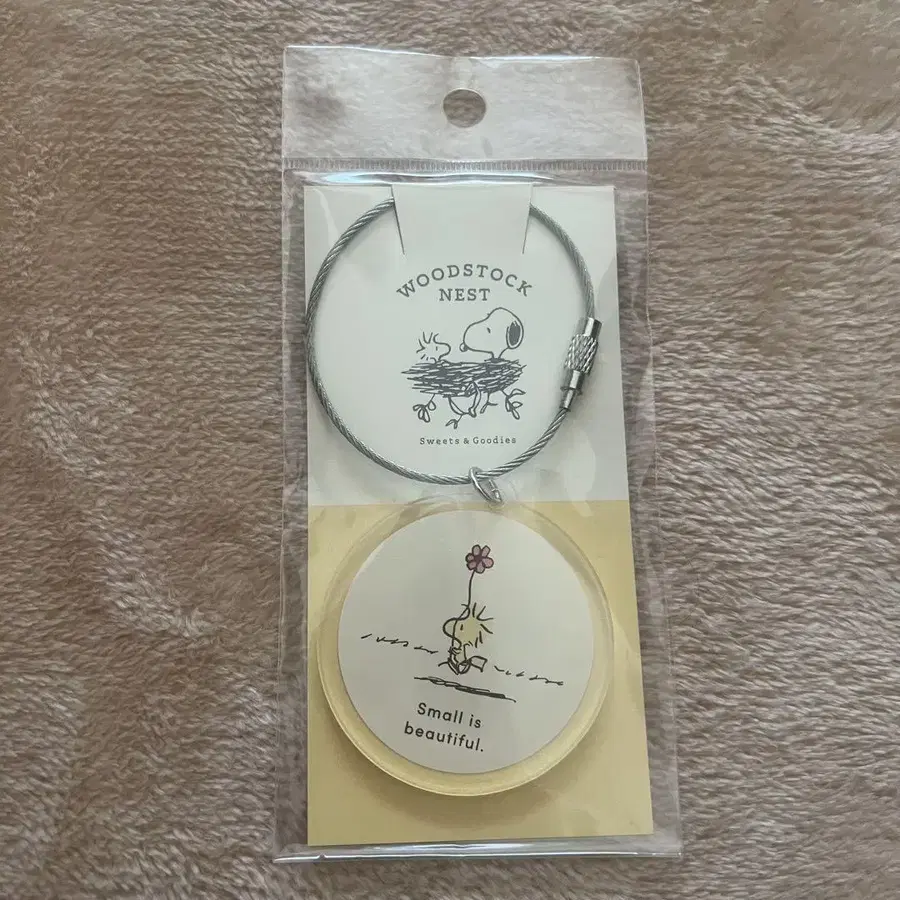 WOODSTOCK
NEST
Sweets & Goodies
Small is
beautiful.